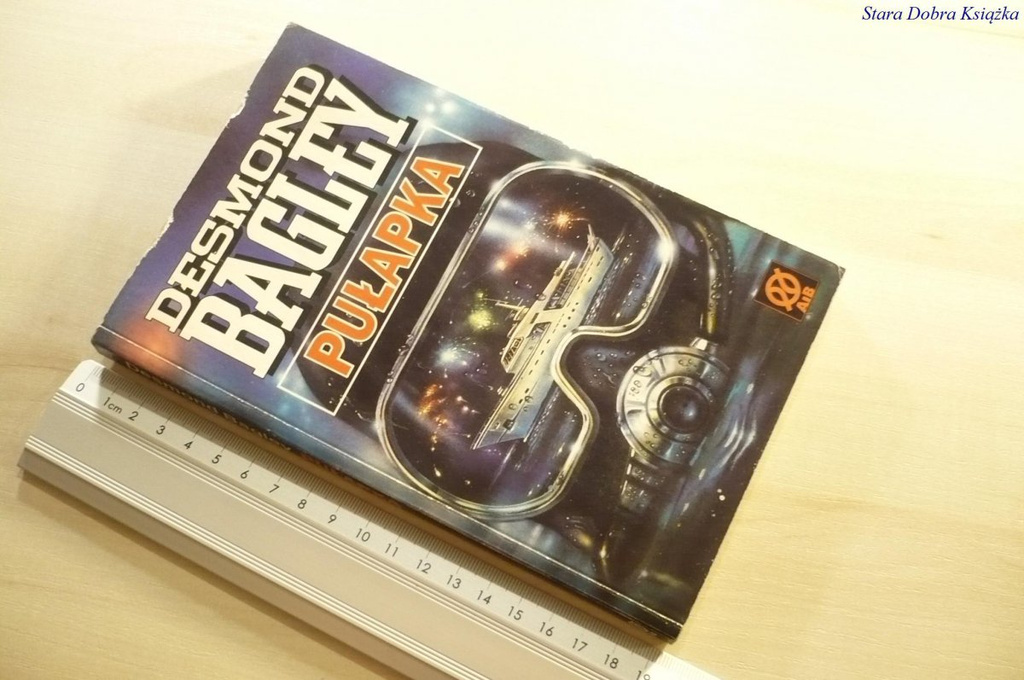 Stara Dobra Książka
DESMOND
BAGLEY
PUŁAPKA
AiB
0 1cm 2 3 4 5 6 7 8 9 10 11 12 13 14 15 16 17 18 19